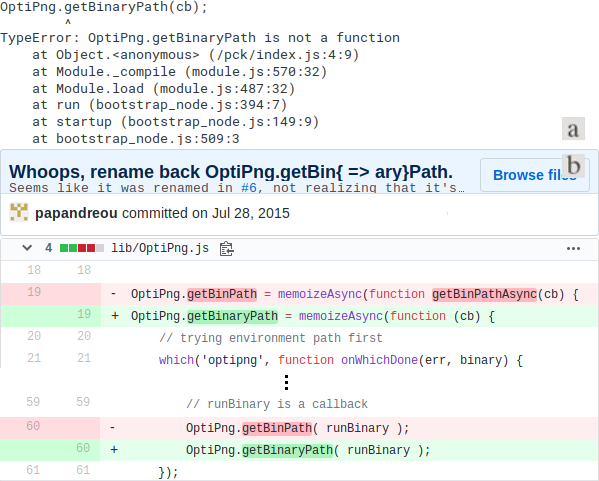 OptiPng.getBinaryPath(cb);
^
TypeError: OptiPng.getBinaryPath is not a function
at Object.<anonymous> (/pck/index.js:4:9)
at Module._compile (module.js:570:32)
at Module.load (module.js:487:32)
at run (bootstrap_node.js:394:7)
at startup (bootstrap_node.js:149:9)
at bootstrap_node.js:509:3
a
b
Whoops, rename back OptiPng.getBin{ => ary}Path.
Browse files
Seems like it was renamed in #6, not realizing that it's…
papandreou committed on Jul 28, 2015
4 lib/OptiPng.js
18 18
19 - OptiPng.getBinPath = memoizeAsync(function getBinPathAsync(cb) {
19 + OptiPng.getBinaryPath = memoizeAsync(function (cb) {
20 20 // trying environment path first
21 21 which('optipng', function onWhichDone(err, binary) {
59 59 // runBinary is a callback
60 - OptiPng.getBinPath( runBinary );
60 + OptiPng.getBinaryPath( runBinary );
61 61 });